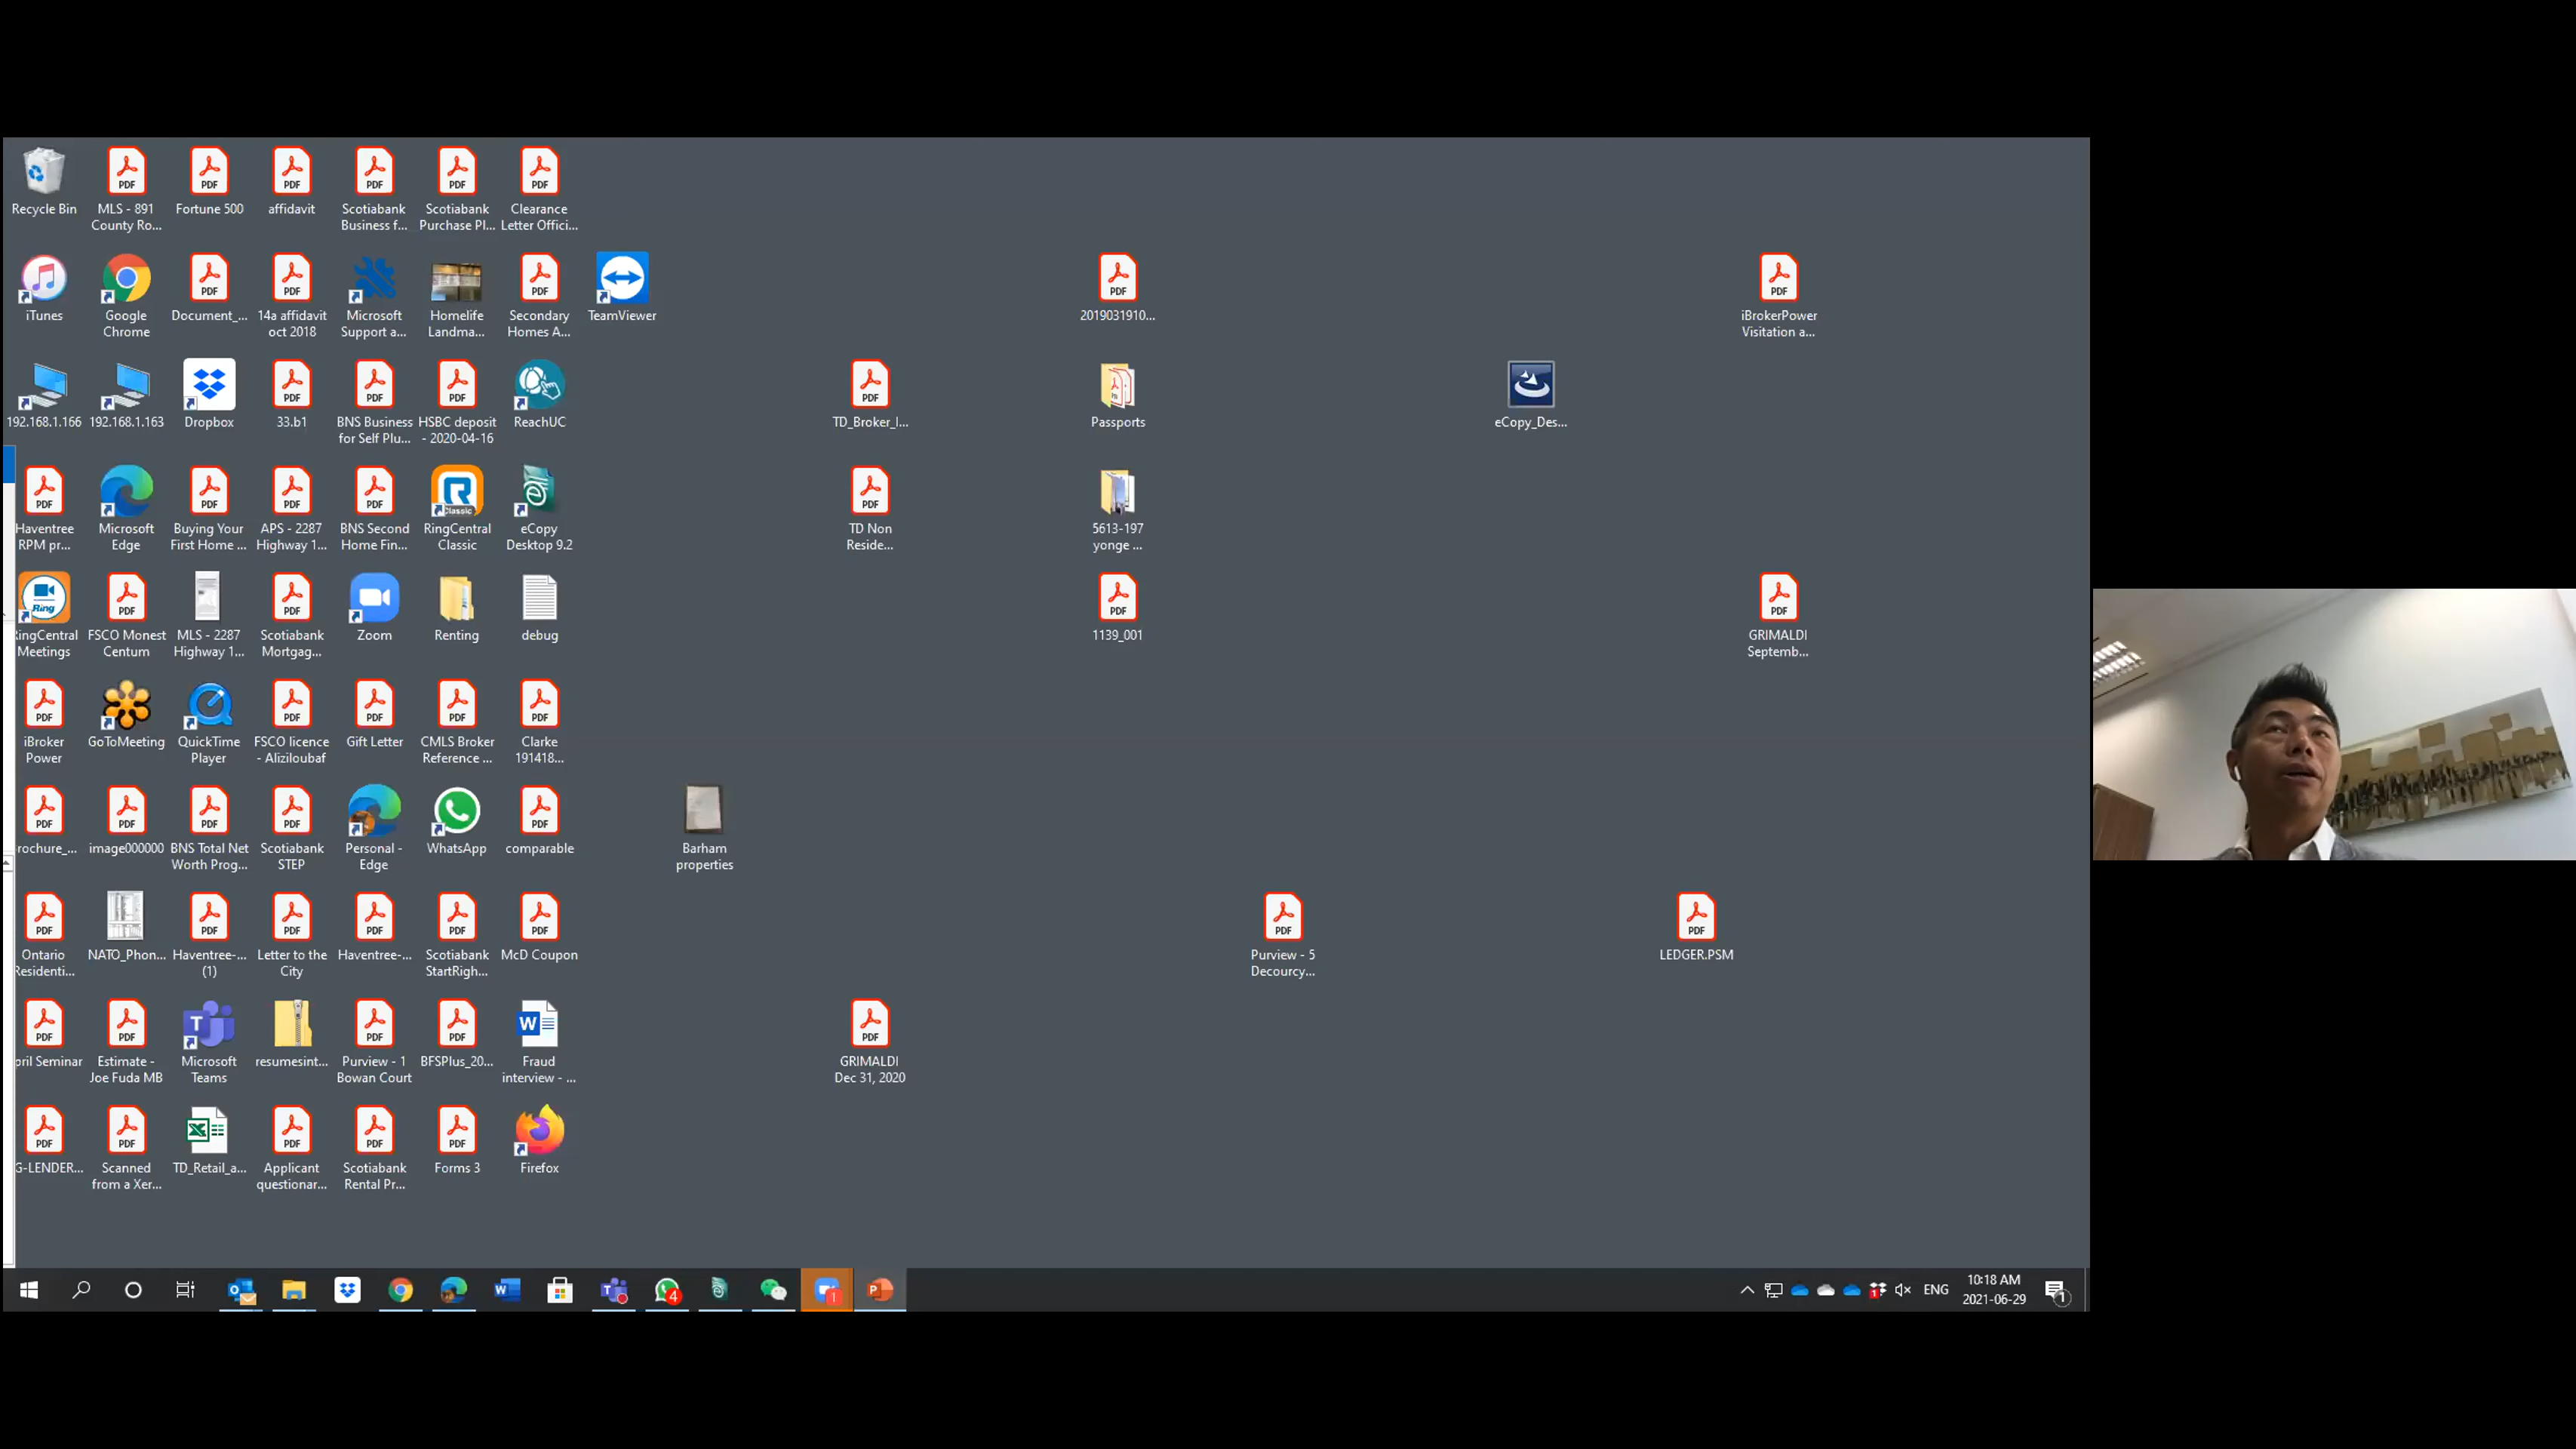 Recycle Bin
MLS - 891
County Ro...
Fortune 500
affidavit
Scotiabank
Business f...
Scotiabank
Purchase Pl...
Clearance
Letter Offici...
iTunes
Google
Chrome
Document_...
14a affidavit
oct 2018
Microsoft
Support a...
Homelife
Landma...
Secondary
Homes A...
TeamViewer
2019031910...
iBrokerPower
Visitation a...
192.168.1.166
192.168.1.163
Dropbox
33.b1
BNS Business
for Self Plu...
HSBC deposit
- 2020-04-16
ReachUC
TD_Broker_I...
Passports
eCopy_Des...
Haventree
RPM pr...
Microsoft
Edge
Buying Your
First Home ...
APS - 2287
Highway 1...
BNS Second
Home Fin...
RingCentral
Classic
eCopy
Desktop 9.2
TD Non
Reside...
5613-197
yonge ...
RingCentral
Meetings
FSCO Monest
Centum
MLS - 2287
Highway 1...
Scotiabank
Mortgag...
Zoom
Renting
debug
1139_001
GRIMALDI
Septemb...
iBroker
Power
GoToMeeting
QuickTime
Player
FSCO licence
- Aliziloubaf
Gift Letter
CMLS Broker
Reference ...
Clarke
191418...
rochure_...
image000000
BNS Total Net
Worth Prog...
Scotiabank
STEP
Personal -
Edge
WhatsApp
comparable
Barham
properties
Ontario
Residenti...
NATO_Phon...
Haventree-...
(1)
Letter to the
City
Haventree-...
Scotiabank
StartRigh...
McD Coupon
Purview - 5
Decourcy...
LEDGER.PSM
pril Seminar
Estimate -
Joe Fuda MB
Microsoft
Teams
resumesint...
Purview - 1
Bowan Court
BFSPlus_20...
Fraud
interview - ...
GRIMALDI
Dec 31, 2020
G-LENDER...
Scanned
from a Xer...
TD_Retail_a...
Applicant
questionar...
Scotiabank
Rental Pr...
Forms 3
Firefox
ENG
10:18 AM
2021-06-29